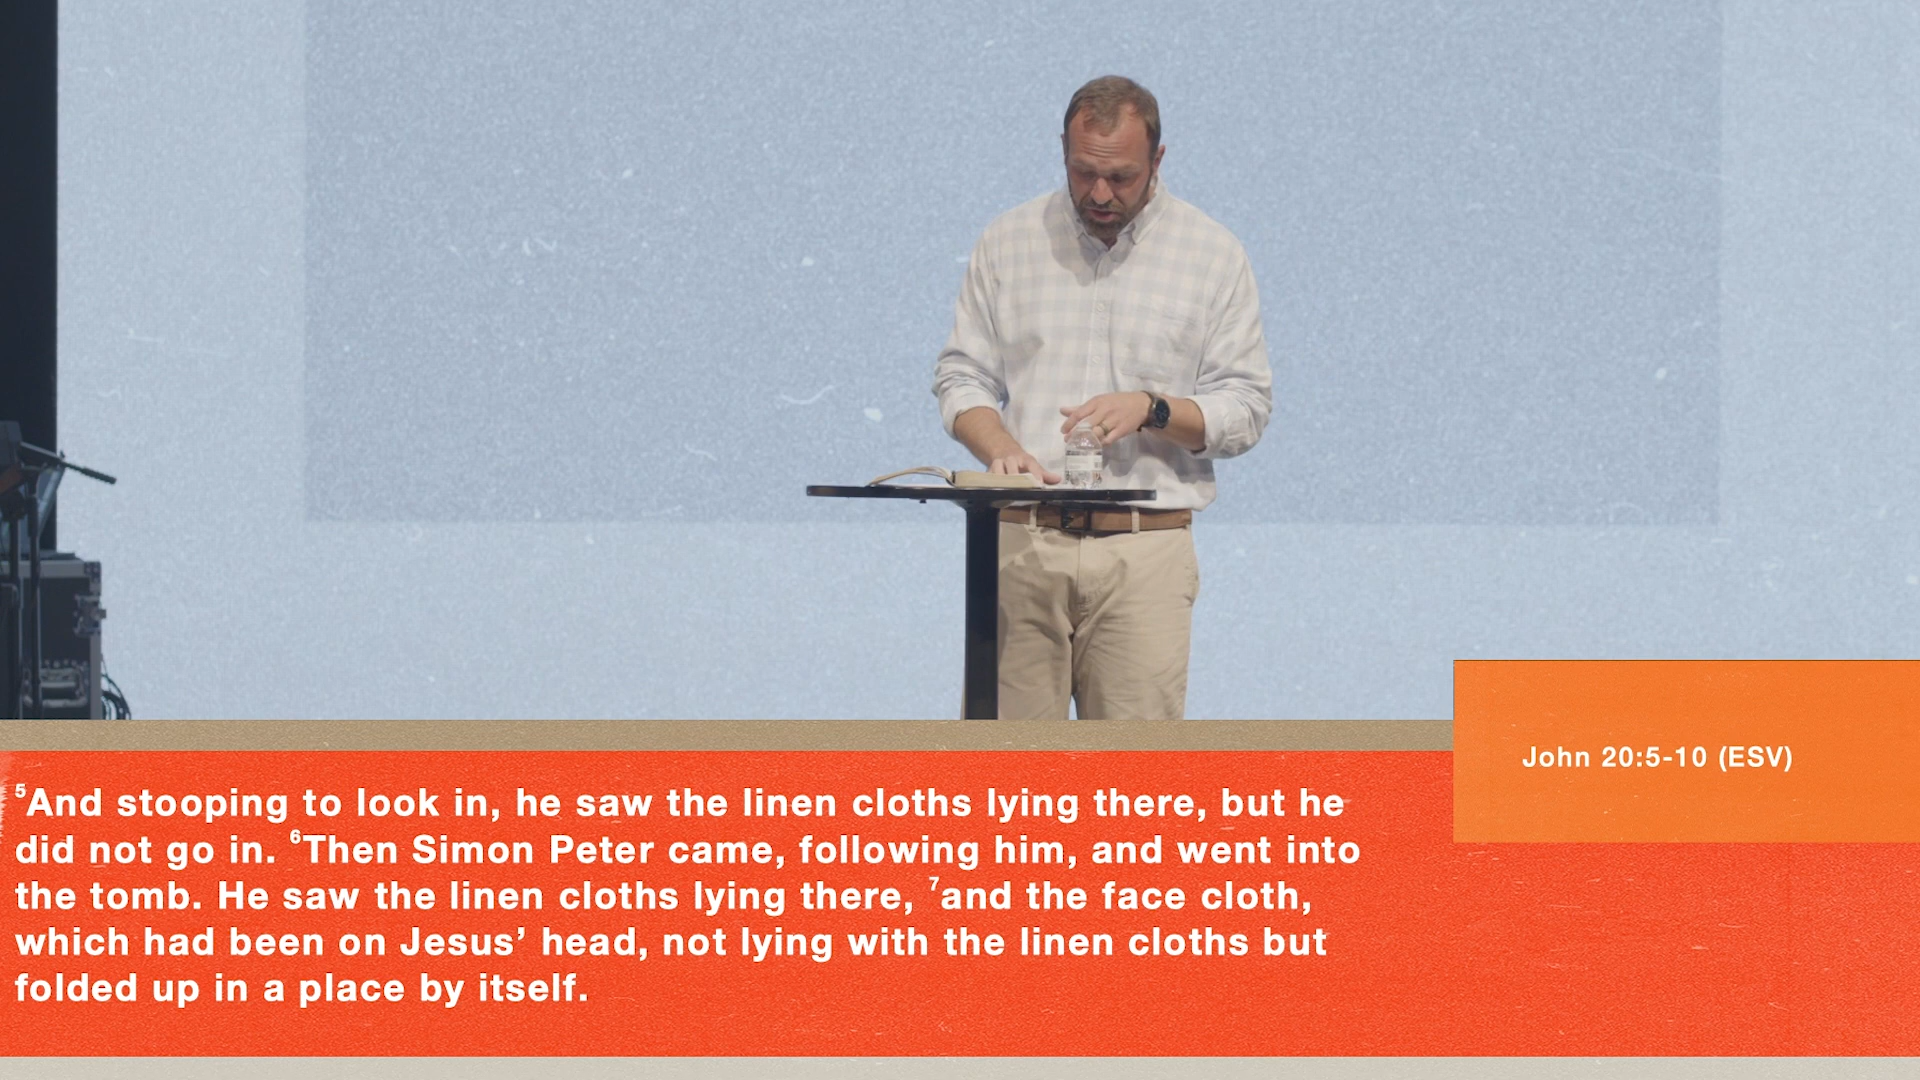 John 20:5-10 (ESV)
⁵And stooping to look in, he saw the linen cloths lying there, but he
did not go in. ⁶Then Simon Peter came, following him, and went into
the tomb. He saw the linen cloths lying there, ⁷and the face cloth,
which had been on Jesus’ head, not lying with the linen cloths but
folded up in a place by itself.